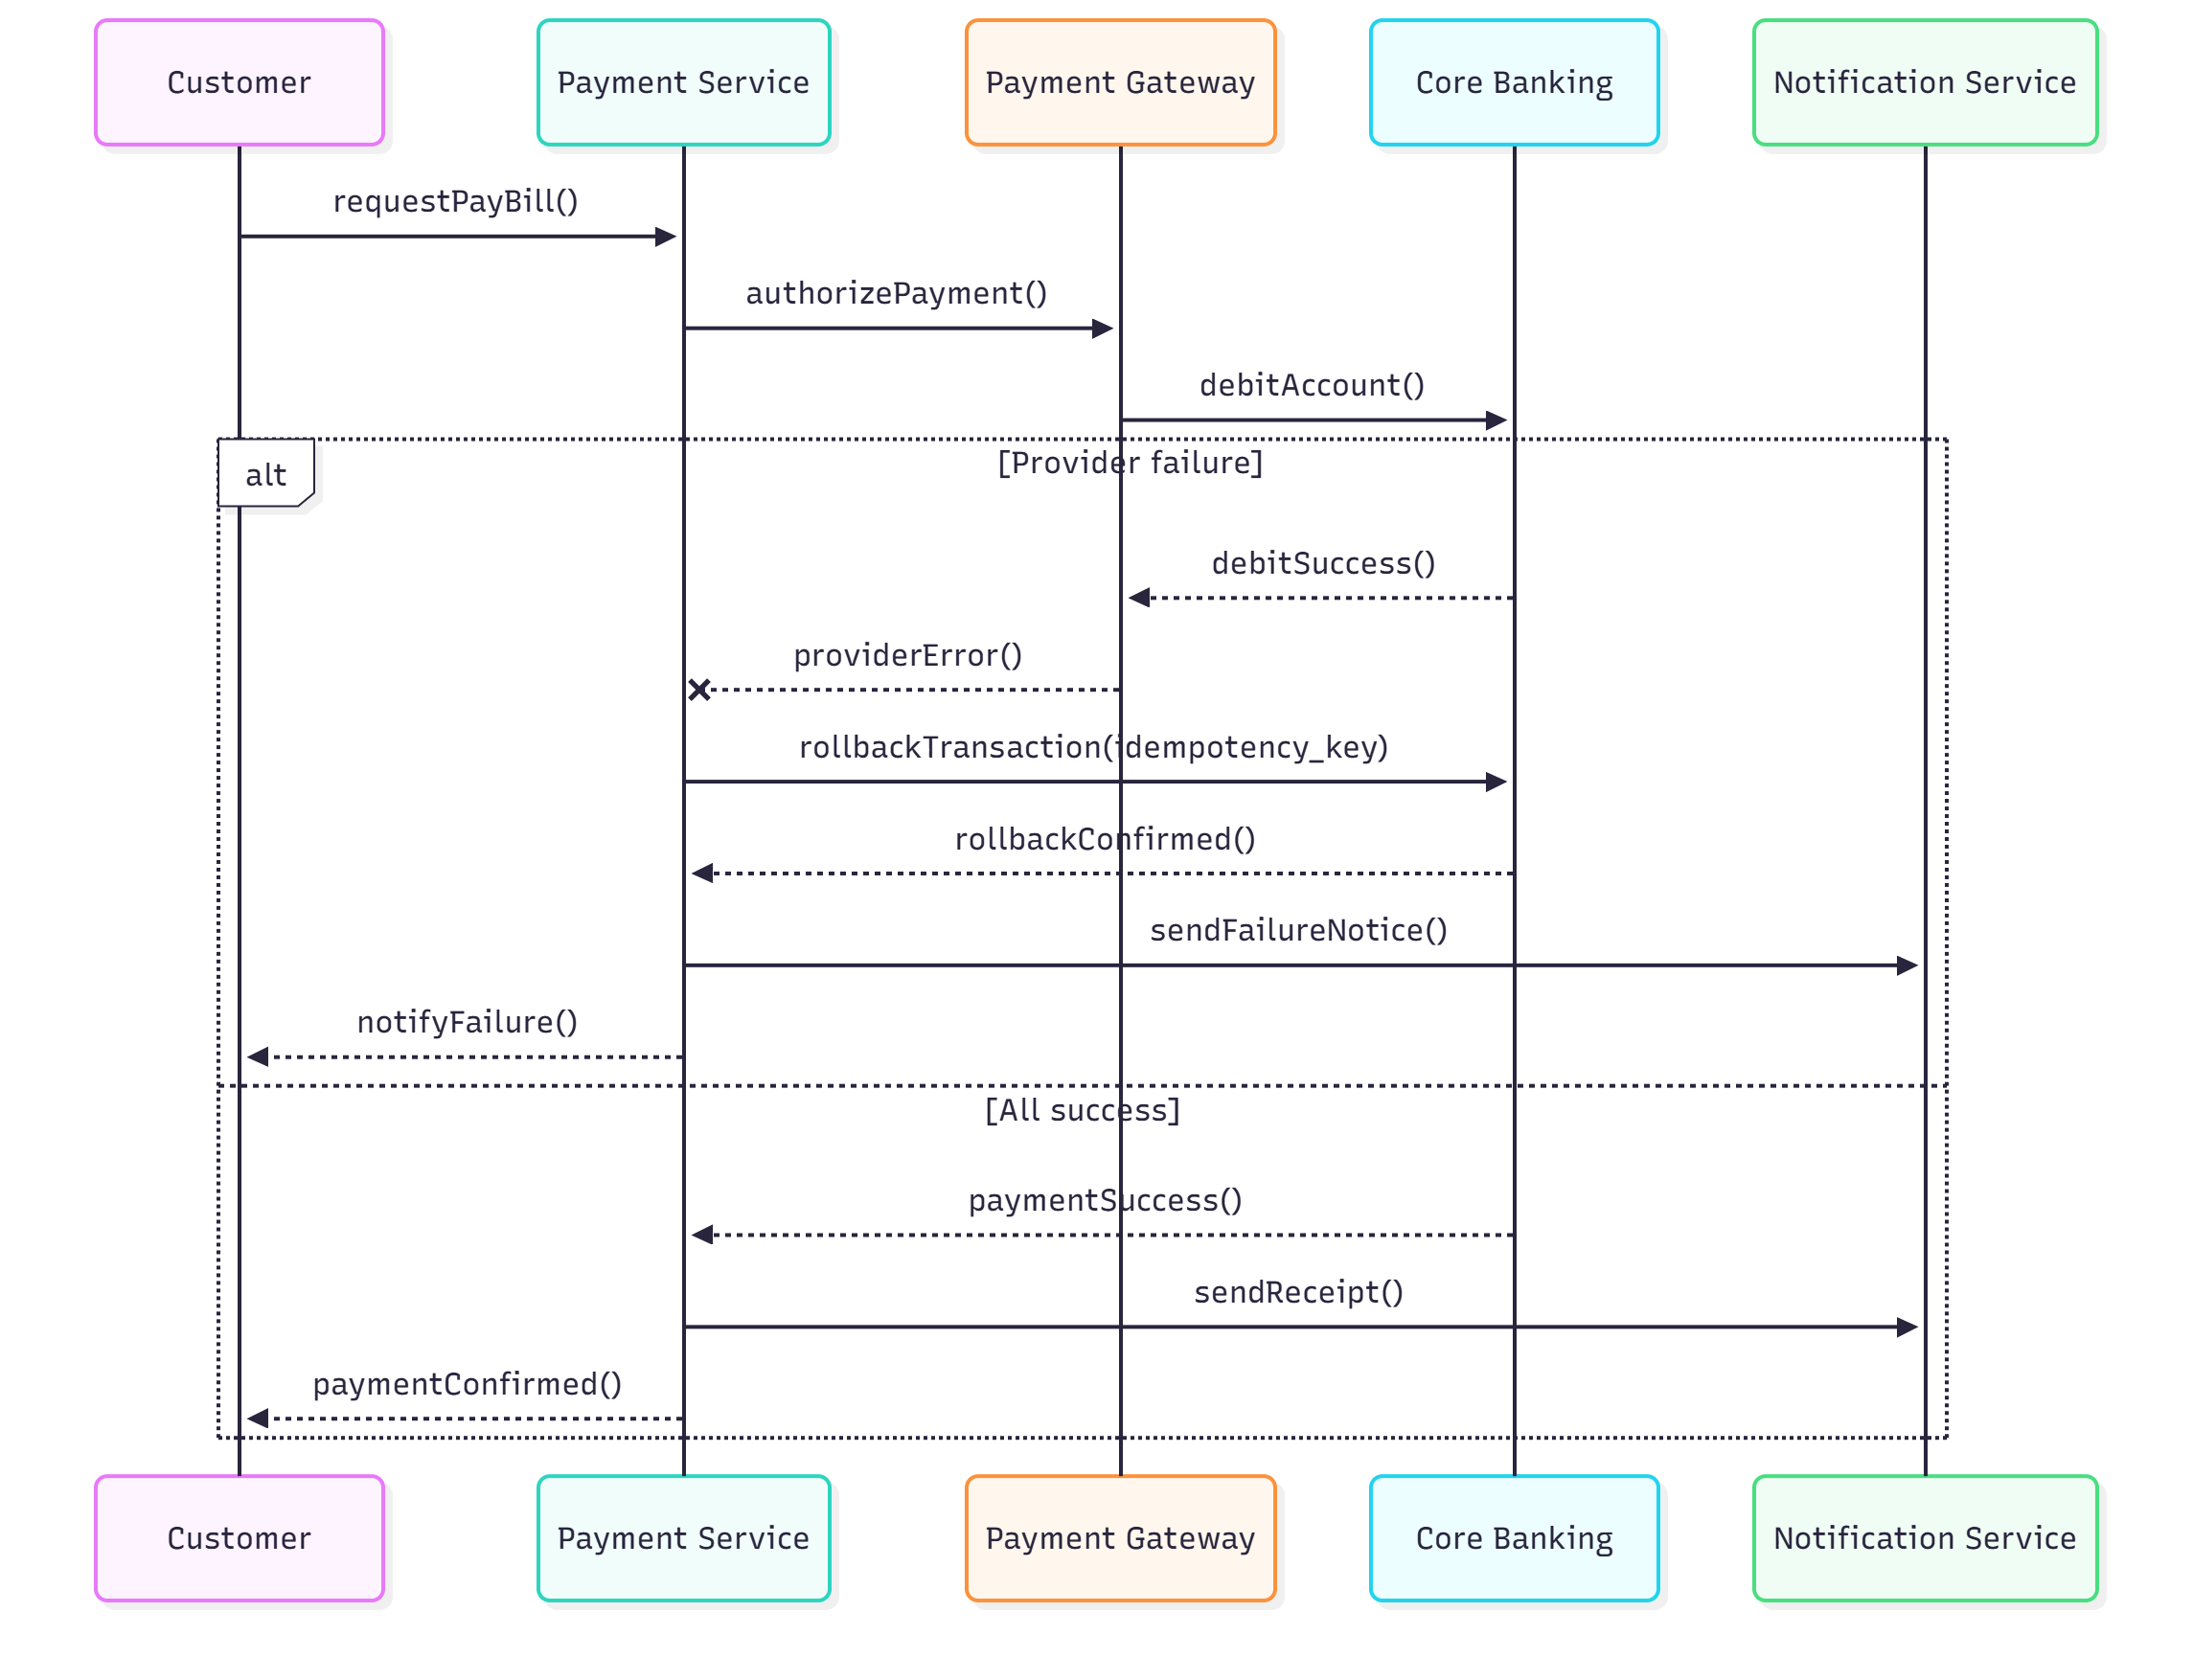 Customer
Payment Service
Payment Gateway
Core Banking
Notification Service
requestPayBill()
authorizePayment()
debitAccount()
alt
[Provider failure]
debitSuccess()
providerError()
rollbackTransaction(idempotency_key)
rollbackConfirmed()
sendFailureNotice()
notifyFailure()
[All success]
paymentSuccess()
sendReceipt()
paymentConfirmed()
Customer
Payment Service
Payment Gateway
Core Banking
Notification Service